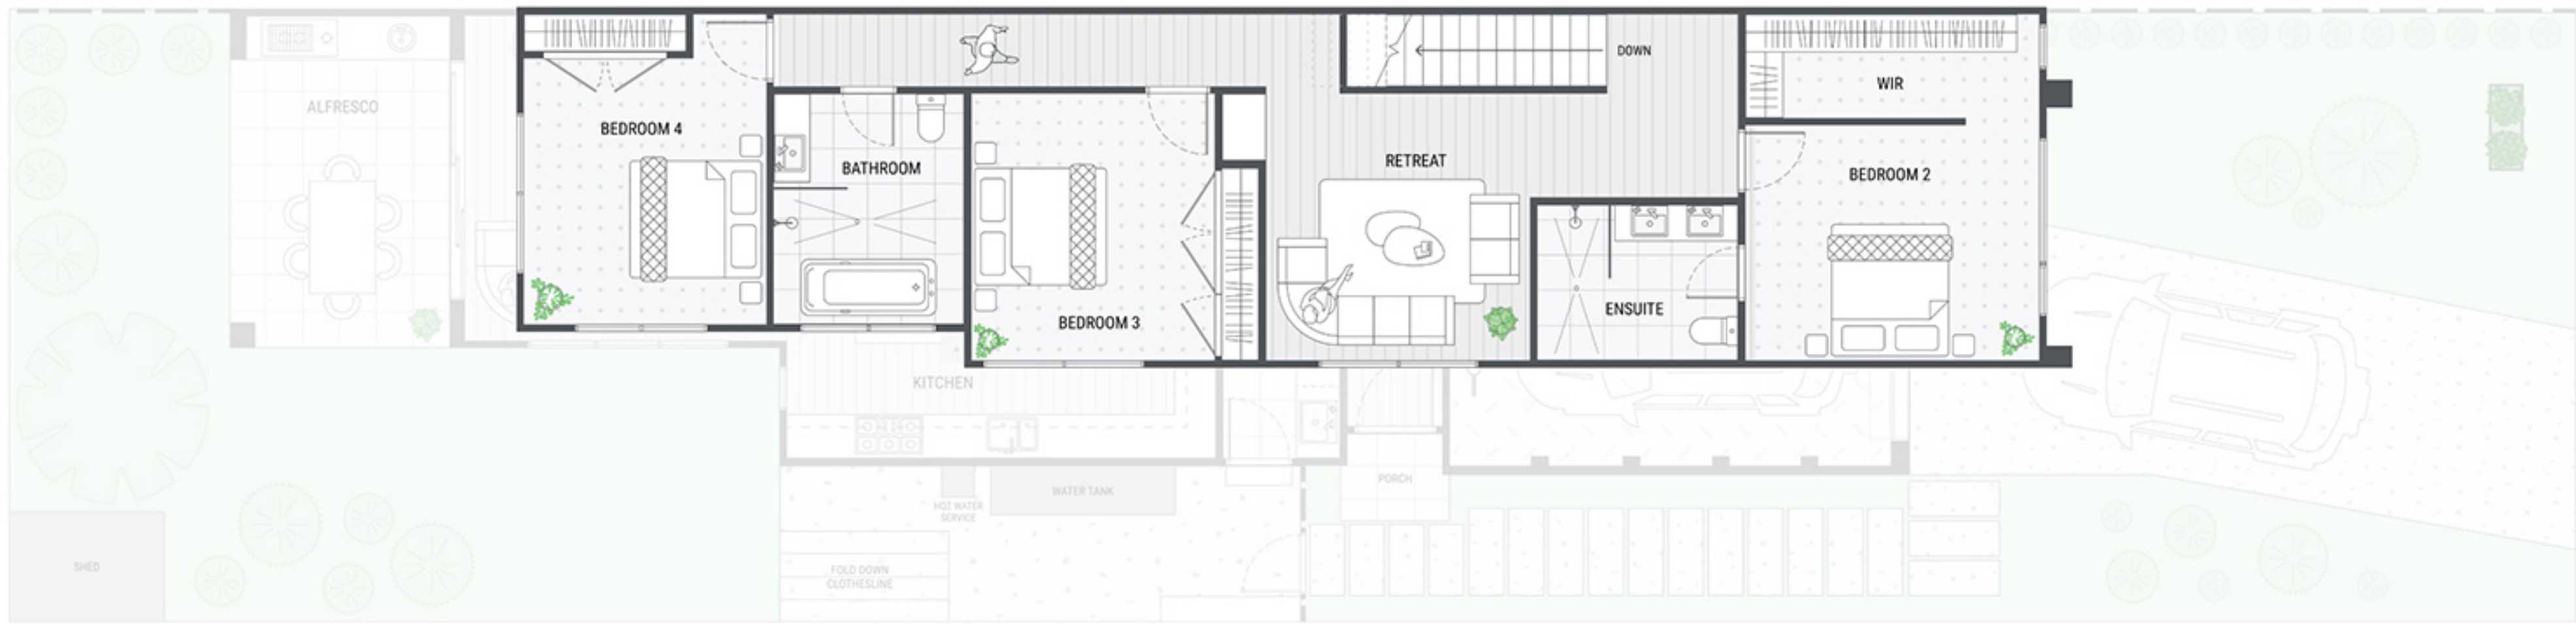 DOWN
WIR
ALFRESCO
BEDROOM 4
BATHROOM
RETREAT
BEDROOM 2
BEDROOM 3
ENSUITE
KITCHEN
PORCH
WATER TANK
HOT WATER
SERVICE
SHED
FOLD DOWN
CLOTHESLINE